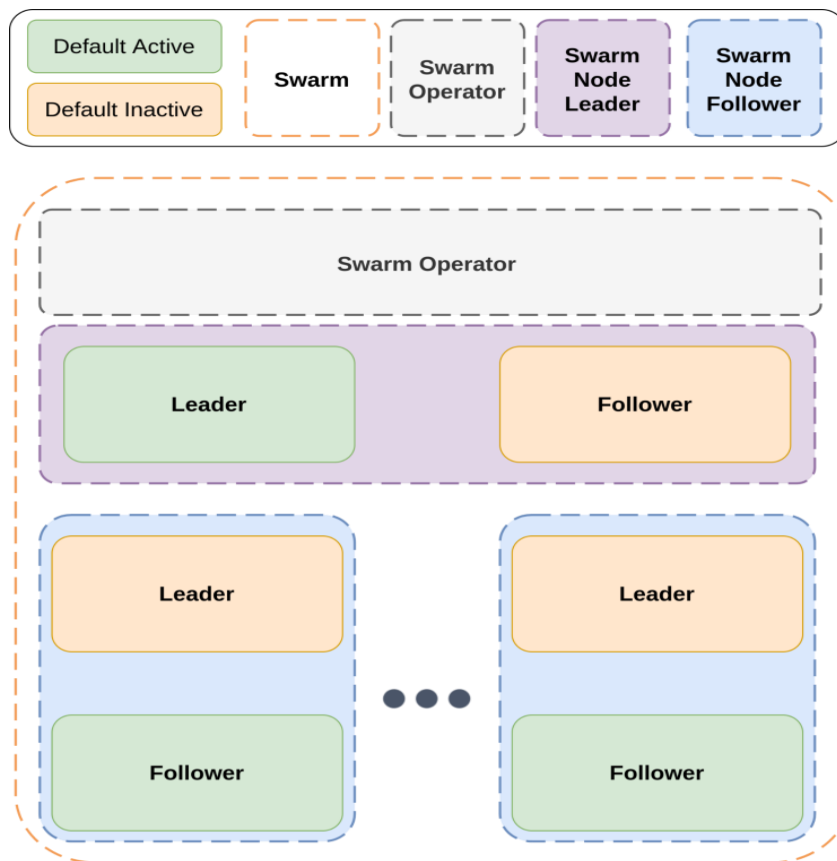 Default Active
Default Inactive
Swarm
Swarm
Operator
Swarm
Node
Leader
Swarm
Node
Follower
Swarm Operator
Leader
Follower
Leader
Leader
Follower
Follower